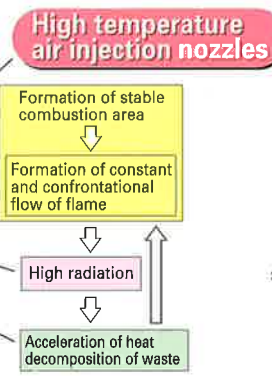 High temperature
air injection nozzles
Formation of stable
combustion area
Formation of constant
and confrontational
flow of flame
High radiation
Acceleration of heat
decomposition of waste